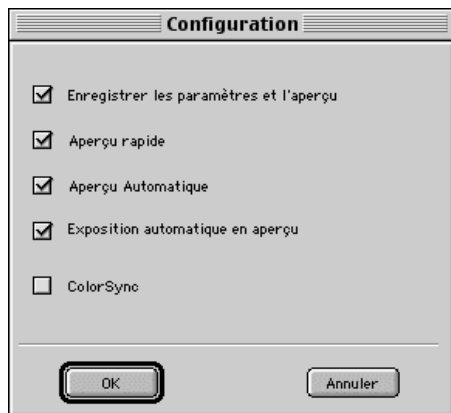 Configuration
Enregistrer les paramètres et l'aperçu
Aperçu rapide
Aperçu Automatique
Exposition automatique en aperçu
ColorSync
OK
Annuler